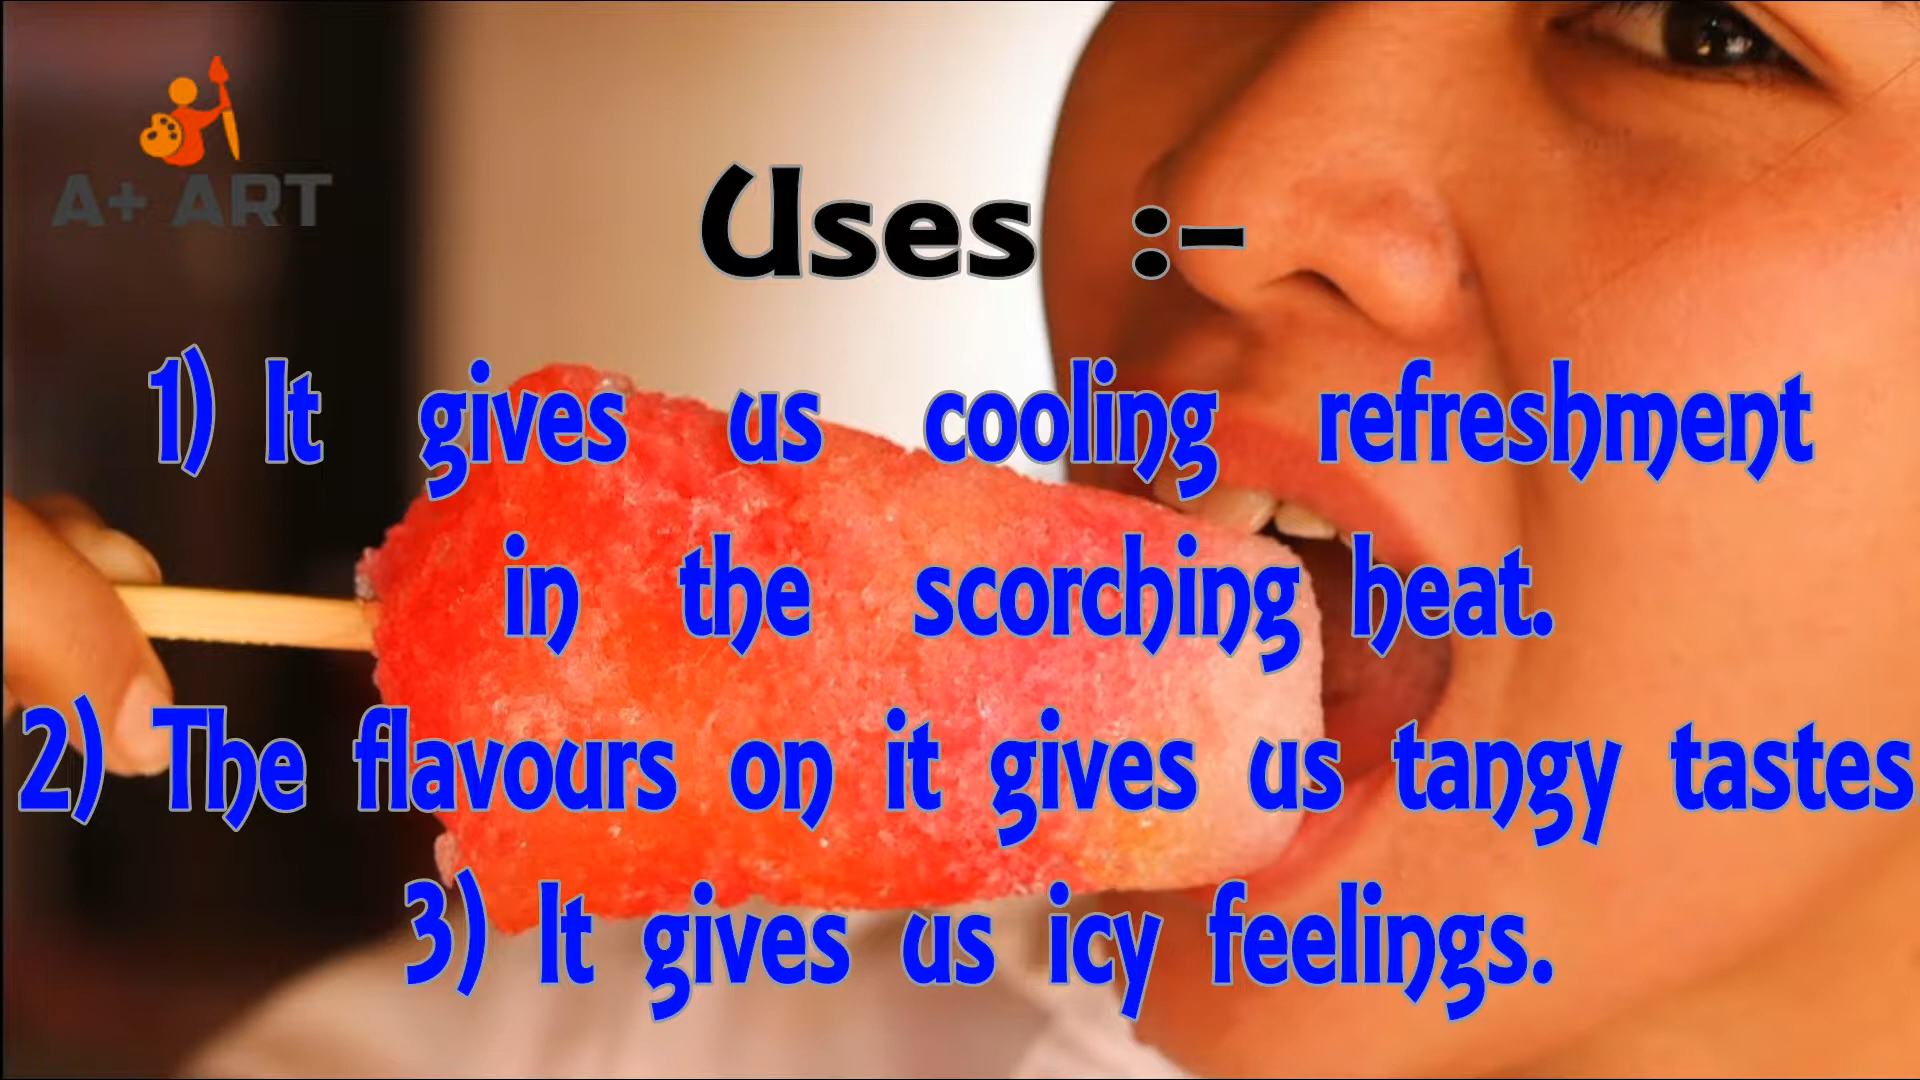 A+ ART
Uses :-
1) It gives us cooling refreshment
in the scorching heat.
2) The flavours on it gives us tangy tastes
3) It gives us icy feelings.